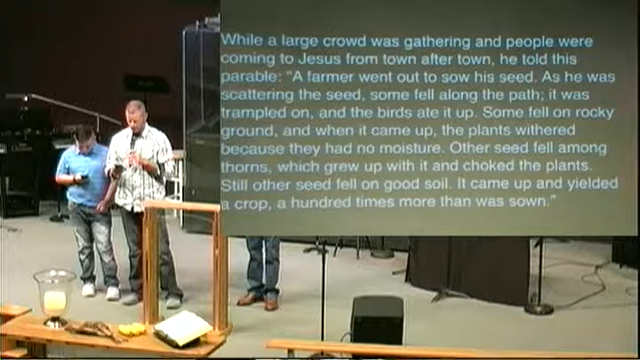 While a large crowd was gathering and people were
coming to Jesus from town after town, he told this
parable: “A farmer went out to sow his seed. As he was
scattering the seed, some fell along the path; it was
trampled on, and the birds ate it up. Some fell on rocky
ground, and when it came up, the plants withered
because they had no moisture. Other seed fell among
thorns, which grew up with it and choked the plants.
Still other seed fell on good soil. It came up and yielded
a crop, a hundred times more than was sown.”